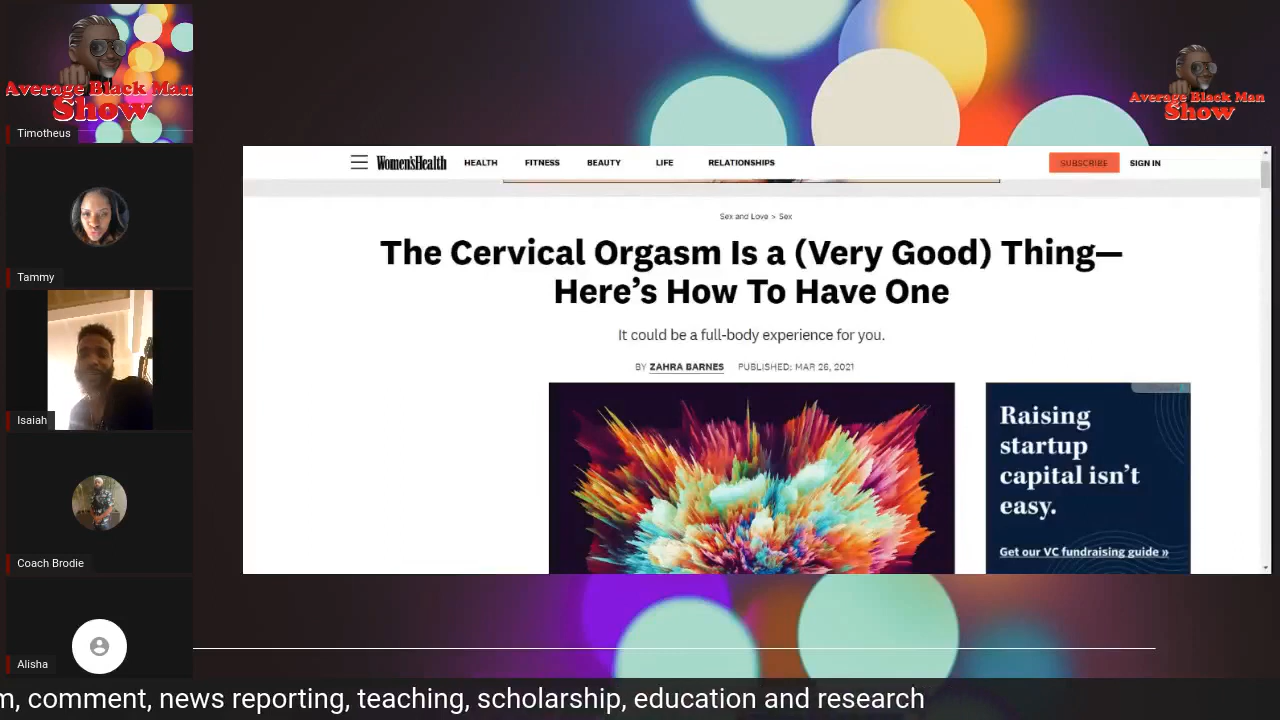 Average Black Man
Show
Timotheus
Tammy
Isaiah
Coach Brodie
Alisha
Average Black Man
Show
Women'sHealth
HEALTH
FITNESS
BEAUTY
LIFE
RELATIONSHIPS
SUBSCRIBE
SIGN IN
Sex and Love > Sex
The Cervical Orgasm Is a (Very Good) Thing—
Here's How To Have One
It could be a full-body experience for you.
BY ZAHRA BARNES PUBLISHED: MAR 26, 2021
Raising
startup
capital isn't
easy.
Get our VC fundraising guide »
m, comment, news reporting, teaching, scholarship, education and research